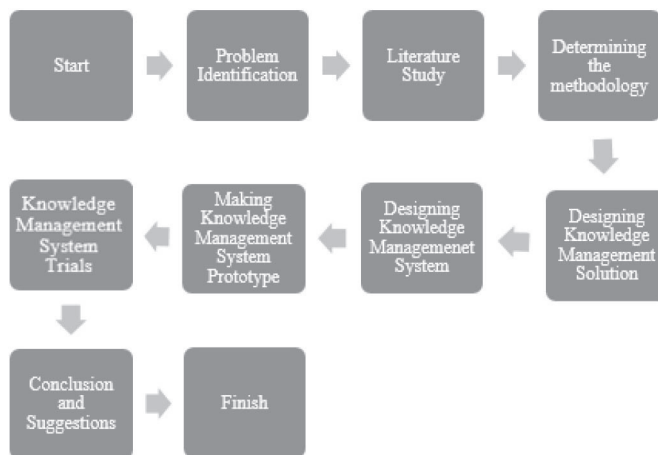 Start
Problem
Identification
Literature
Study
Determining
the
methodology
Designing
Knowledge
Management
Solution
Designing
Knowledge
Managemenet
System
Making
Knowledge
Management
System
Prototype
Knowledge
Management
System
Trials
Conclusion
and
Suggestions
Finish